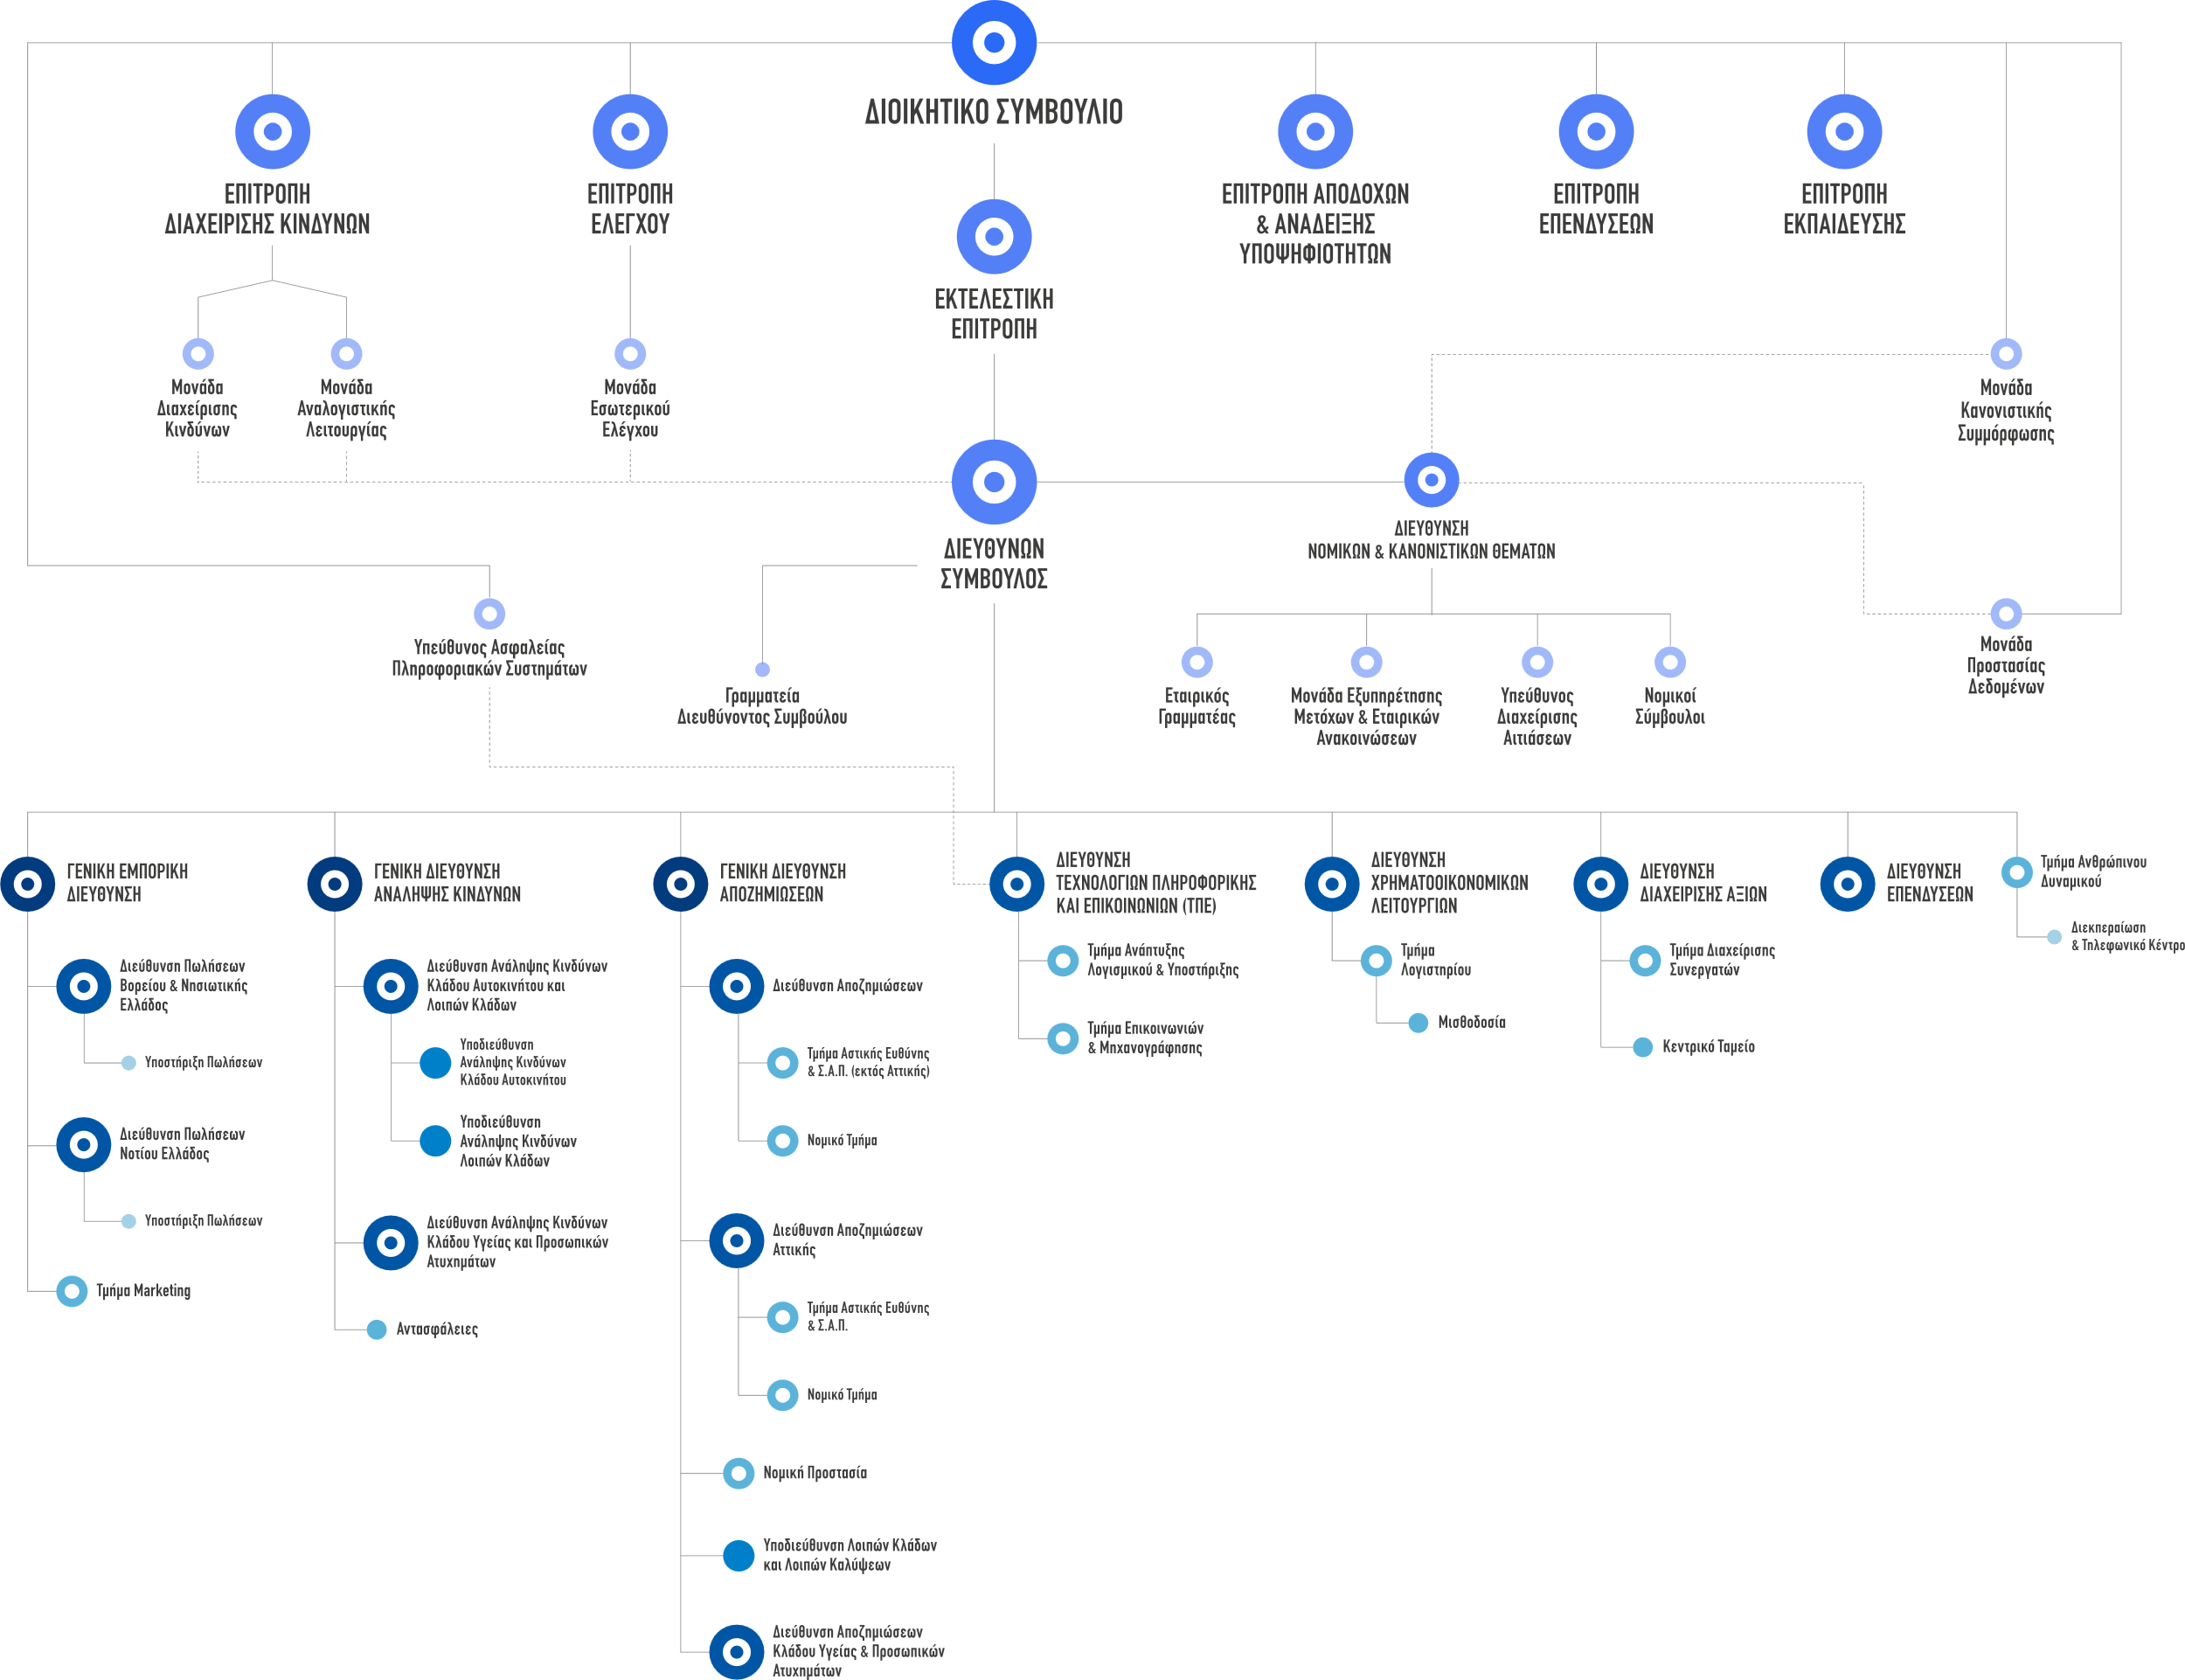 ΔΙΟΙΚΗΤΙΚΟ ΣΥΜΒΟΥΛΙΟ
ΕΠΙΤΡΟΠΗ
ΔΙΑΧΕΙΡΙΣΗΣ ΚΙΝΔΥΝΩΝ
ΕΠΙΤΡΟΠΗ
ΕΛΕΓΧΟΥ
ΕΚΤΕΛΕΣΤΙΚΗ
ΕΠΙΤΡΟΠΗ
ΕΠΙΤΡΟΠΗ ΑΠΟΔΟΧΩΝ
& ΑΝΑΔΕΙΞΗΣ
ΥΠΟΨΗΦΙΟΤΗΤΩΝ
ΕΠΙΤΡΟΠΗ
ΕΠΕΝΔΥΣΕΩΝ
ΕΠΙΤΡΟΠΗ
ΕΚΠΑΙΔΕΥΣΗΣ
Μονάδα
Διαχείρισης
Κινδύνων
Μονάδα
Αναλογιστικής
Λειτουργίας
Μονάδα
Εσωτερικού
Ελέγχου
Μονάδα
Κανονιστικής
Συμμόρφωσης
ΔΙΕΥΘΥΝΩΝ
ΣΥΜΒΟΥΛΟΣ
ΔΙΕΥΘΥΝΣΗ
ΝΟΜΙΚΩΝ & ΚΑΝΟΝΙΣΤΙΚΩΝ ΘΕΜΑΤΩΝ
Υπεύθυνος Ασφαλείας
Πληροφοριακών Συστημάτων
Γραμματεία
Διευθύνοντος Συμβούλου
Εταιρικός
Γραμματέας
Μονάδα Εξυπηρέτησης
Μετόχων & Εταιρικών
Ανακοινώσεων
Υπεύθυνος
Διαχείρισης
Αιτιάσεων
Νομικοί
Σύμβουλοι
Μονάδα
Προστασίας
Δεδομένων
ΓΕΝΙΚΗ ΕΜΠΟΡΙΚΗ
ΔΙΕΥΘΥΝΣΗ
Διεύθυνση Πωλήσεων
Βορείου & Νησιωτικής
Ελλάδος
Υποστήριξη Πωλήσεων
Διεύθυνση Πωλήσεων
Νοτίου Ελλάδος
Υποστήριξη Πωλήσεων
Τμήμα Marketing
ΓΕΝΙΚΗ ΔΙΕΥΘΥΝΣΗ
ΑΝΑΛΗΨΗΣ ΚΙΝΔΥΝΩΝ
Διεύθυνση Ανάληψης Κινδύνων
Κλάδου Αυτοκινήτου και
Λοιπών Κλάδων
Υποδιεύθυνση
Ανάληψης Κινδύνων
Κλάδου Αυτοκινήτου
Υποδιεύθυνση
Ανάληψης Κινδύνων
Λοιπών Κλάδων
Διεύθυνση Ανάληψης Κινδύνων
Κλάδου Υγείας και Προσωπικών
Ατυχημάτων
Αντασφάλειες
ΓΕΝΙΚΗ ΔΙΕΥΘΥΝΣΗ
ΑΠΟΖΗΜΙΩΣΕΩΝ
Διεύθυνση Αποζημιώσεων
Τμήμα Αστικής Ευθύνης
& Σ.Α.Π. (εκτός Αττικής)
Νομικό Τμήμα
Διεύθυνση Αποζημιώσεων
Αττικής
Τμήμα Αστικής Ευθύνης
& Σ.Α.Π.
Νομικό Τμήμα
Νομική Προστασία
Υποδιεύθυνση Λοιπών Κλάδων
και Λοιπών Καλύψεων
Διεύθυνση Αποζημιώσεων
Κλάδου Υγείας & Προσωπικών
Ατυχημάτων
ΔΙΕΥΘΥΝΣΗ
ΤΕΧΝΟΛΟΓΙΩΝ ΠΛΗΡΟΦΟΡΙΚΗΣ
ΚΑΙ ΕΠΙΚΟΙΝΩΝΙΩΝ (ΤΠΕ)
Τμήμα Ανάπτυξης
Λογισμικού & Υποστήριξης
Τμήμα Επικοινωνιών
& Μηχανογράφησης
ΔΙΕΥΘΥΝΣΗ
ΧΡΗΜΑΤΟΟΙΚΟΝΟΜΙΚΩΝ
ΛΕΙΤΟΥΡΓΙΩΝ
Τμήμα
Λογιστηρίου
Μισθοδοσία
ΔΙΕΥΘΥΝΣΗ
ΔΙΑΧΕΙΡΙΣΗΣ ΑΞΙΩΝ
Τμήμα Διαχείρισης
Συνεργατών
Κεντρικό Ταμείο
ΔΙΕΥΘΥΝΣΗ
ΕΠΕΝΔΥΣΕΩΝ
Τμήμα Ανθρώπινου
Δυναμικού
Διεκπεραίωση
& Τηλεφωνικό Κέντρο